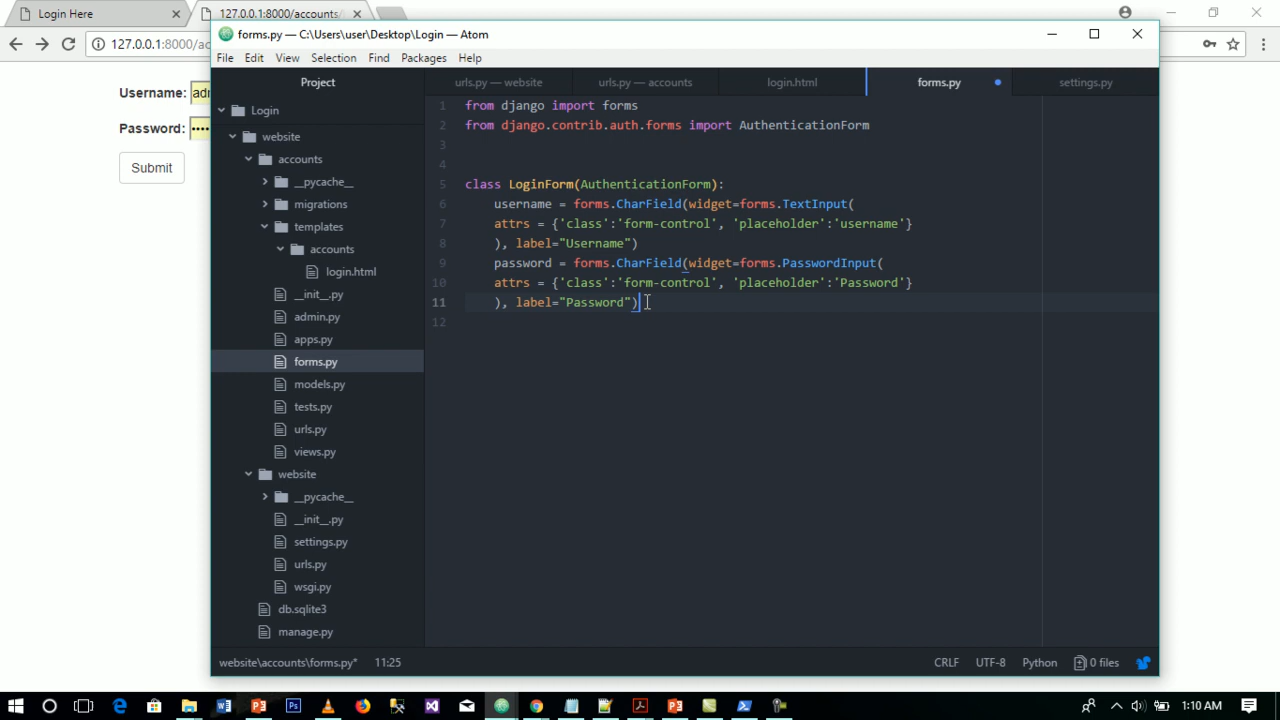 Login Here
127.0.0.1:8000/accounts/
127.0.0.1:8000/ac
Username:
Password: ••••
Submit
forms.py — C:\Users\user\Desktop\Login — Atom
File Edit View Selection Find Packages Help
Project
urls.py — website
urls.py — accounts
login.html
forms.py
settings.py
Login
website
accounts
__pycache__
migrations
templates
accounts
login.html
__init__.py
admin.py
apps.py
forms.py
models.py
tests.py
urls.py
views.py
website
__pycache__
__init__.py
settings.py
urls.py
wsgi.py
db.sqlite3
manage.py
1 from django import forms
2 from django.contrib.auth.forms import AuthenticationForm
3
4
5 class LoginForm(AuthenticationForm):
6 username = forms.CharField(widget=forms.TextInput(
7 attrs = {'class':'form-control', 'placeholder':'username'}
8 ), label="Username")
9 password = forms.CharField(widget=forms.PasswordInput(
10 attrs = {'class':'form-control', 'placeholder':'Password'}
11 ), label="Password")
12
website\accounts\forms.py* 11:25
CRLF UTF-8 Python 0 files
1:10 AM